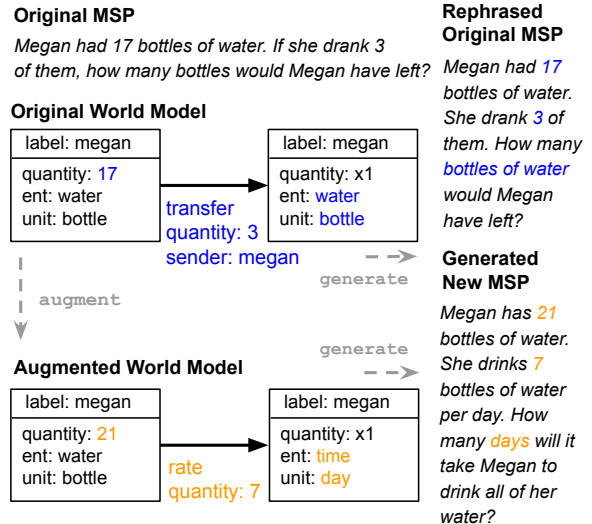 Original MSP
Megan had 17 bottles of water. If she drank 3
of them, how many bottles would Megan have left?
Original World Model
label: megan
quantity: 17
ent: water
unit: bottle
transfer
quantity: 3
sender: megan
label: megan
quantity: x1
ent: water
unit: bottle
generate
augment
Augmented World Model
generate
label: megan
quantity: 21
ent: water
unit: bottle
rate
quantity: 7
label: megan
quantity: x1
ent: time
unit: day
Rephrased
Original MSP
Megan had 17
bottles of water.
She drank 3 of
them. How many
bottles of water
would Megan
have left?
Generated
New MSP
Megan has 21
bottles of water.
She drinks 7
bottles of water
per day. How
many days will it
take Megan to
drink all of her
water?